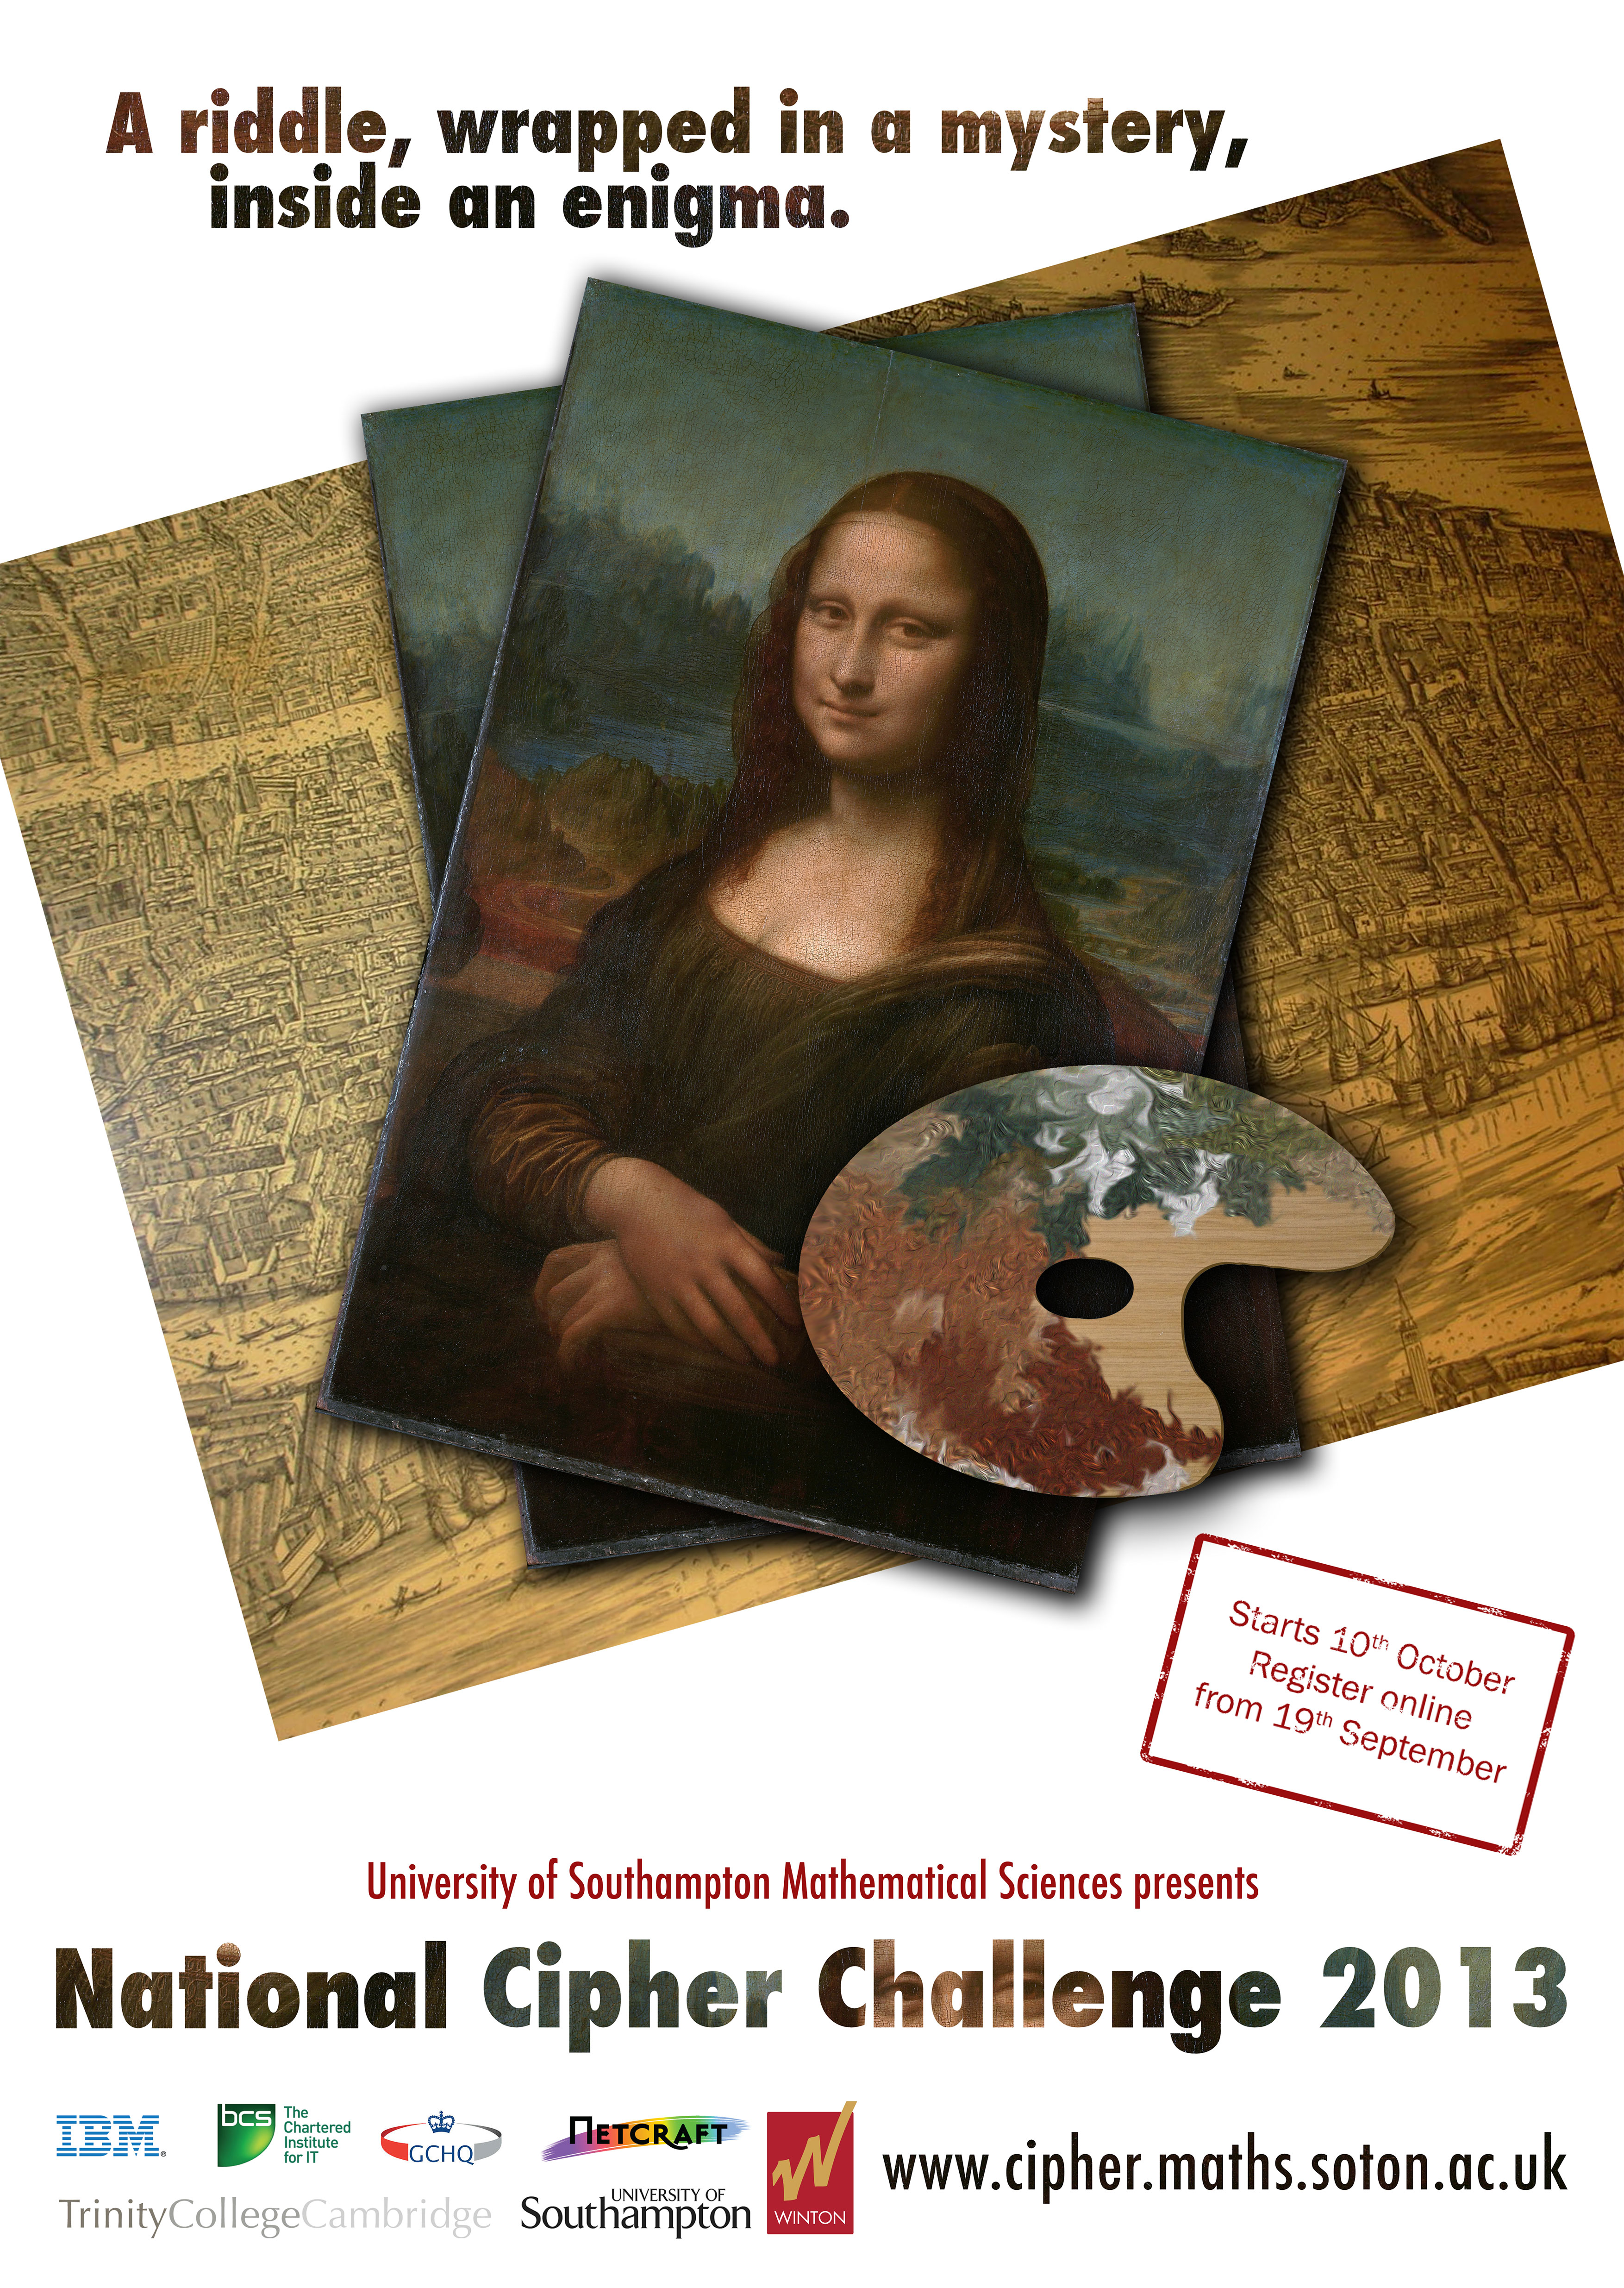 A riddle, wrapped in a mystery,
inside an enigma.
Starts 10th October
Register online
from 19th September
University of Southampton Mathematical Sciences presents
National Cipher Challenge 2013
IBM®
bcs
The
Chartered
Institute
for IT
GCHQ
NETCRAFT
WINTON
www.cipher.maths.soton.ac.uk
TrinityCollegeCambridge
UNIVERSITY OF
Southampton